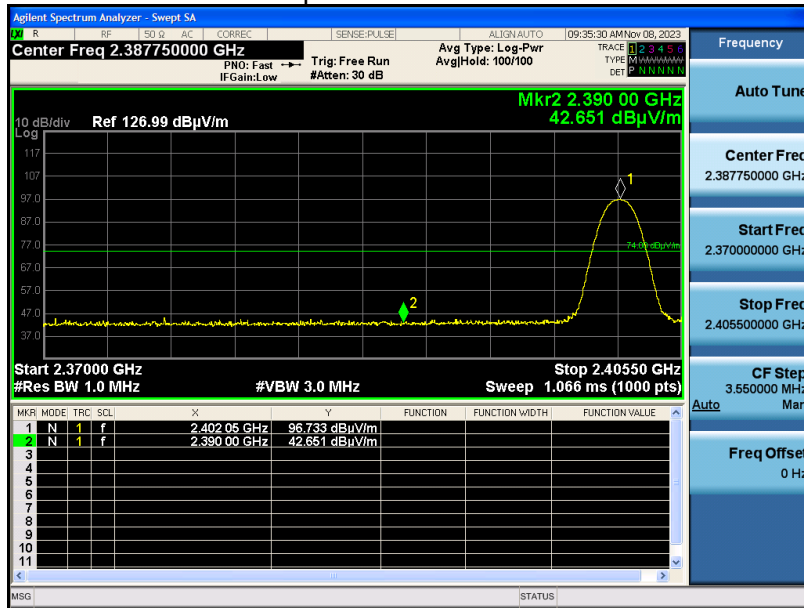 Agilent Spectrum Analyzer - Swept SA
LXI R RF 50 Ω AC CORREC SENSE:PULSE ALIGN AUTO 09:35:30 AM Nov 08, 2023
Center Freq 2.387750000 GHz
PNO: Fast
IFGain:Low
Trig: Free Run
#Atten: 30 dB
Avg Type: Log-Pwr
Avg|Hold: 100/100
TRACE 1 2 3 4 5 6
TYPE M W W W W W
DET P N N N N N
Mkr2 2.390 00 GHz
42.651 dBµV/m
10 dB/div Ref 126.99 dBµV/m
Log
117
107
97.0
87.0
77.0
67.0
57.0
47.0
37.0
1
74.00 dBµV/m
2
Start 2.37000 GHz Stop 2.40550 GHz
#Res BW 1.0 MHz #VBW 3.0 MHz Sweep 1.066 ms (1000 pts)
MKR MODE TRC SCL X Y FUNCTION FUNCTION WIDTH FUNCTION VALUE
1 N 1 f 2.402 05 GHz 96.733 dBµV/m
2 N 1 f 2.390 00 GHz 42.651 dBµV/m
3
4
5
6
7
8
9
10
11
MSG STATUS
Frequency
Auto Tune
Center Freq
2.387750000 GHz
Start Freq
2.370000000 GHz
Stop Freq
2.405500000 GHz
CF Step
3.550000 MHz
Auto Man
Freq Offset
0 Hz